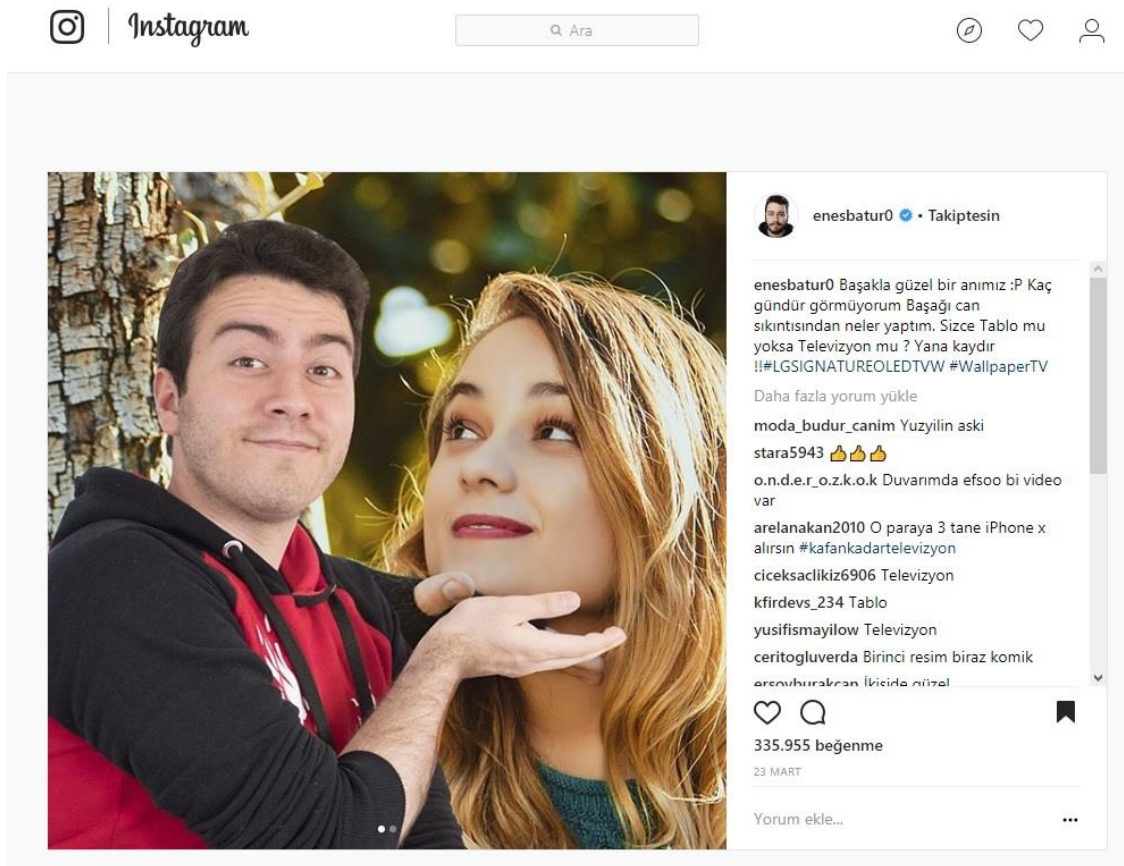 Instagram
Ara
enesbatur0 • Takiptesin
enesbatur0 Başakla güzel bir anımız :P Kaç
gündür görmüyorum Başağı can
sıkıntısından neler yaptım. Sizce Tablo mu
yoksa Televizyon mu ? Yana kaydır
!!#LGSIGNATUREOLEDTVW #WallpaperTV
Daha fazla yorum yükle
moda_budur_canim Yuzyilin aski
stara5943 👍👍👍
o.n.d.e.r_o.z.k.o.k Duvarımda efsoo bi video
var
arelanakan2010 O paraya 3 tane iPhone x
alırsın #kafankadartelevizyon
ciceksaclikiz6906 Televizyon
kfirdevs_234 Tablo
yusifismayilow Televizyon
ceritogluverda Birinci resim biraz komik
ersoyburakcan İkiside güzel
335.955 beğenme
23 MART
Yorum ekle...